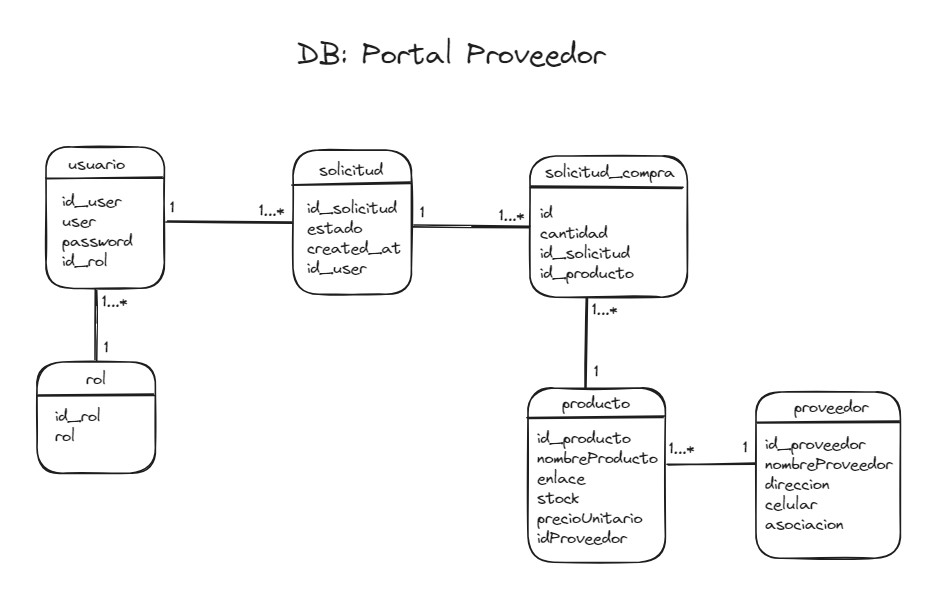 DB: Portal Proveedor
usuario
id_user
user
password
id_rol
1
1...*
solicitud
id_solicitud
estado
created_at
id_user
1
1...*
solicitud_compra
id
cantidad
id_solicitud
id_producto
1...*
1
rol
id_rol
rol
1...*
1
producto
id_producto
nombreProducto
enlace
stock
precioUnitario
idProveedor
1...*
1
proveedor
id_proveedor
nombreProveedor
direccion
celular
asociacion